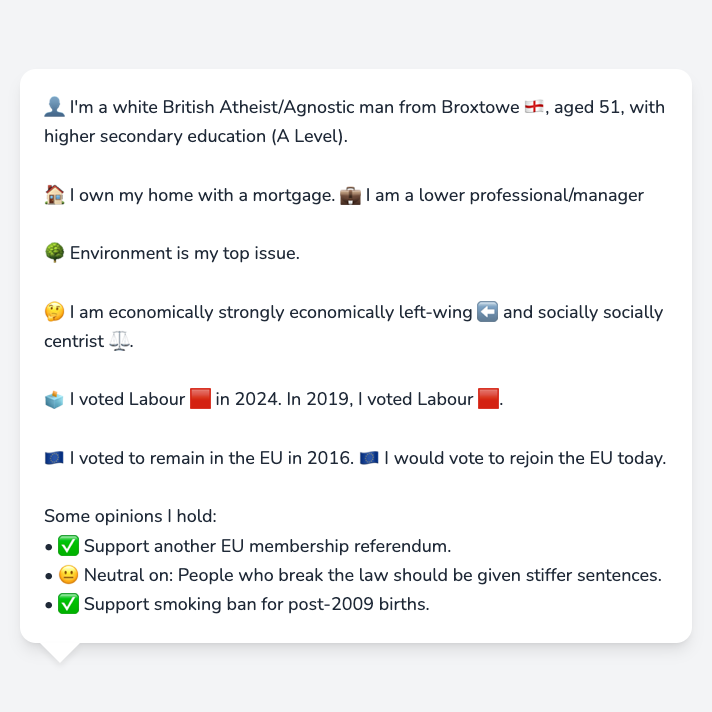 👤 I'm a white British Atheist/Agnostic man from Broxtowe 🏴󠁧󠁢󠁥󠁮󠁧󠁿, aged 51, with
higher secondary education (A Level).
🏠 I own my home with a mortgage. 💼 I am a lower professional/manager
🌳 Environment is my top issue.
🤔 I am economically strongly economically left-wing ⬅️ and socially socially
centrist ⚖️.
🗳️ I voted Labour 🟥 in 2024. In 2019, I voted Labour 🟥.
🇪🇺 I voted to remain in the EU in 2016. 🇪🇺 I would vote to rejoin the EU today.
Some opinions I hold:
• ✅ Support another EU membership referendum.
• 😐 Neutral on: People who break the law should be given stiffer sentences.
• ✅ Support smoking ban for post-2009 births.